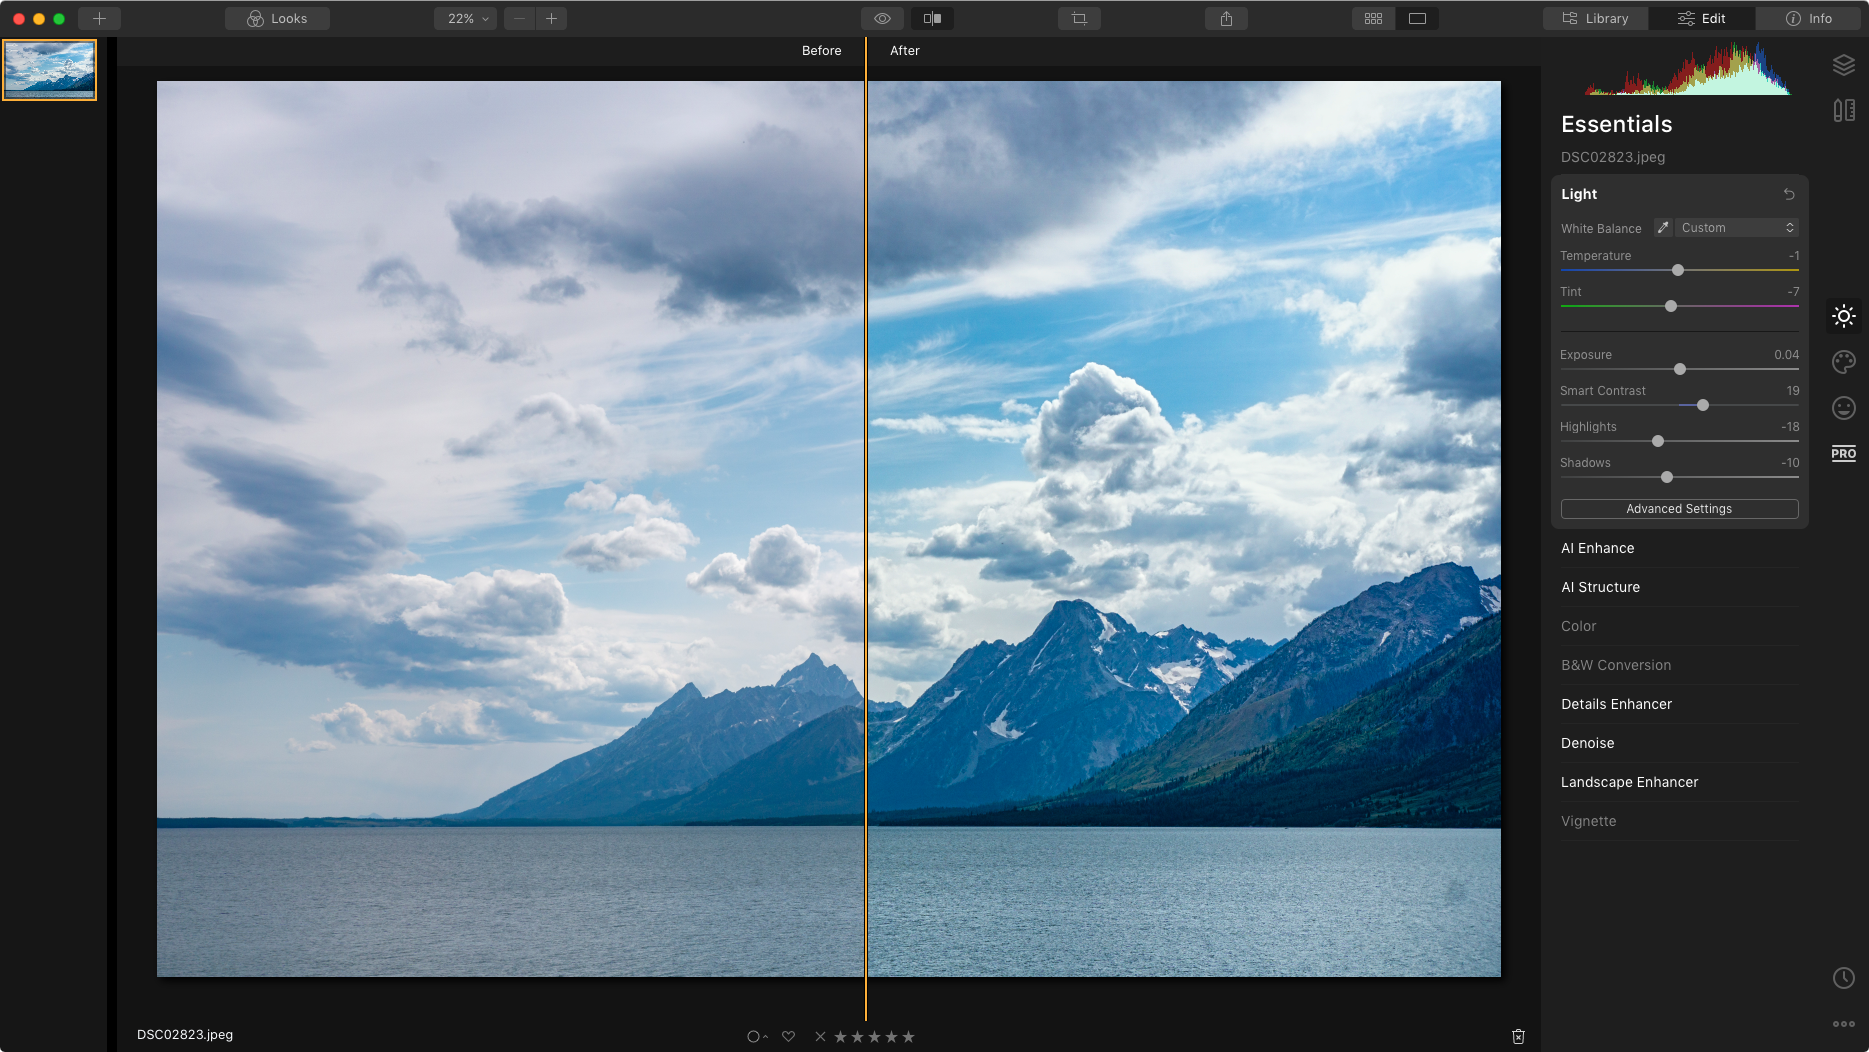 Looks
22%
Library
Edit
Info
Before
After
Essentials
DSC02823.jpeg
Light
White Balance
Custom
Temperature
-1
Tint
-7
Exposure
0.04
Smart Contrast
19
Highlights
-18
Shadows
-10
Advanced Settings
PRO
AI Enhance
AI Structure
Color
B&W Conversion
Details Enhancer
Denoise
Landscape Enhancer
Vignette
DSC02823.jpeg